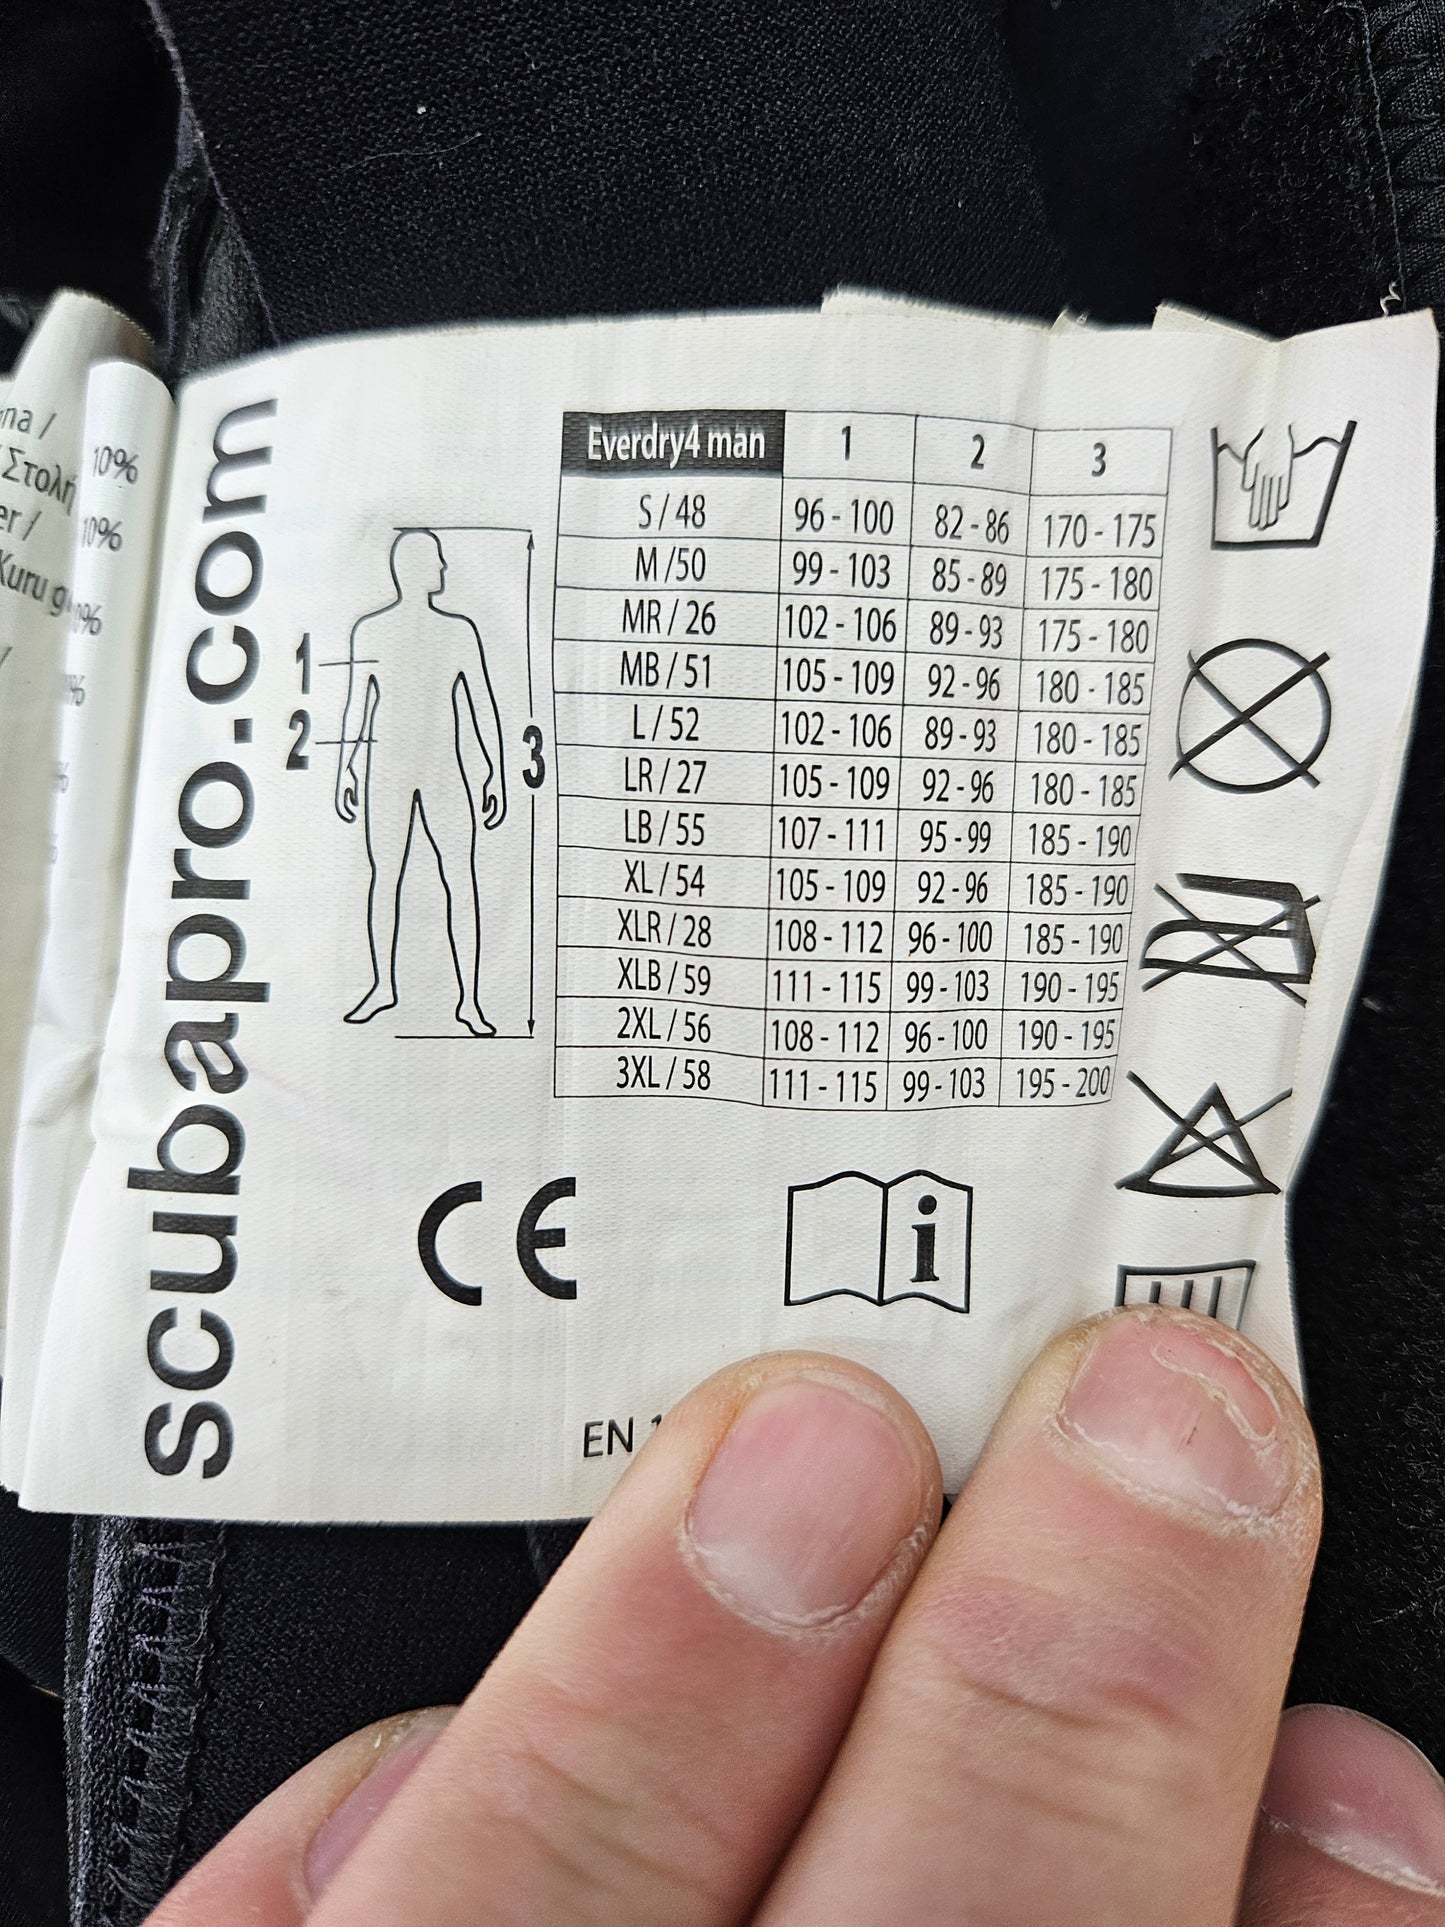 na /
Στολή
er /
Kuru g
10%
10%
%
%
%
scubapro.com
1
2
3
Everdry4 man 1 2 3
S / 48 96 - 100 82 - 86 170 - 175
M /50 99 - 103 85 - 89 175 - 180
MR / 26 102 - 106 89 - 93 175 - 180
MB / 51 105 - 109 92 - 96 180 - 185
L / 52 102 - 106 89 - 93 180 - 185
LR / 27 105 - 109 92 - 96 180 - 185
LB / 55 107 - 111 95 - 99 185 - 190
XL / 54 105 - 109 92 - 96 185 - 190
XLR / 28 108 - 112 96 - 100 185 - 190
XLB / 59 111 - 115 99 - 103 190 - 195
2XL / 56 108 - 112 96 - 100 190 - 195
3XL / 58 111 - 115 99 - 103 195 - 200
CE
i
EN 1